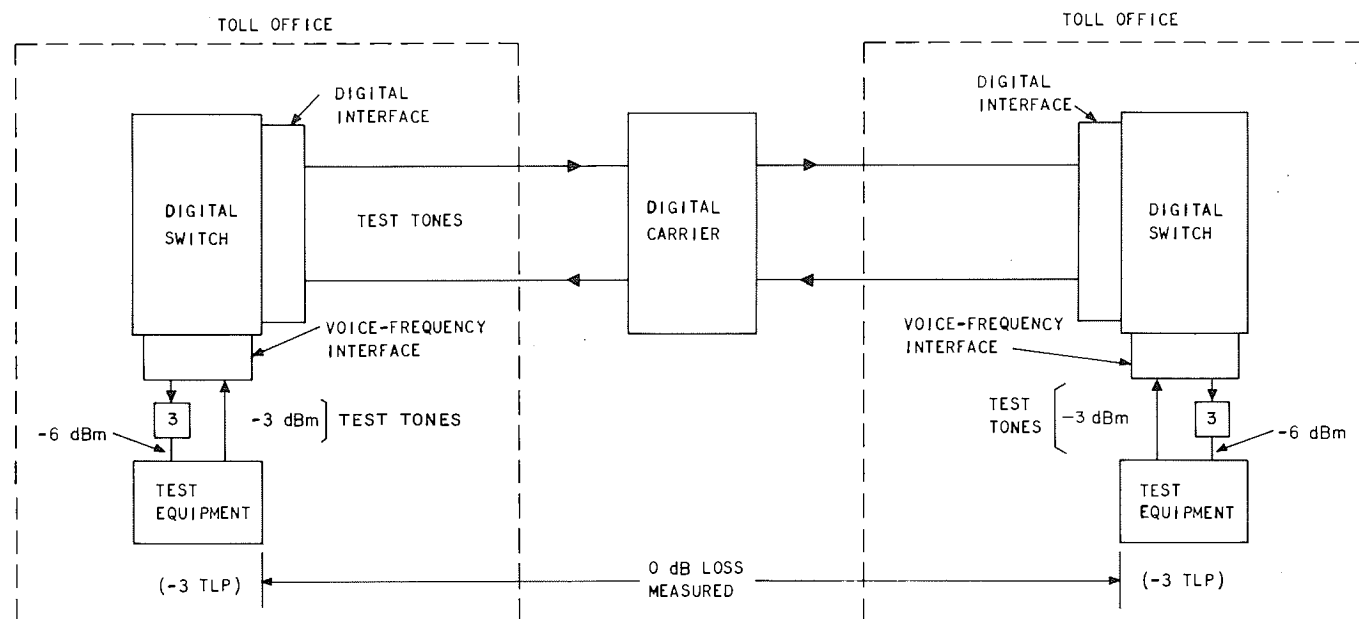 TOLL OFFICE
TOLL OFFICE
DIGITAL
INTERFACE
DIGITAL
INTERFACE
DIGITAL
SWITCH
TEST TONES
DIGITAL
CARRIER
DIGITAL
SWITCH
VOICE-FREQUENCY
INTERFACE
VOICE-FREQUENCY
INTERFACE
3
-3 dBm
TEST TONES
-6 dBm
TEST
TONES
-3 dBm
3
-6 dBm
TEST
EQUIPMENT
TEST
EQUIPMENT
(-3 TLP)
0 dB LOSS
MEASURED
(-3 TLP)